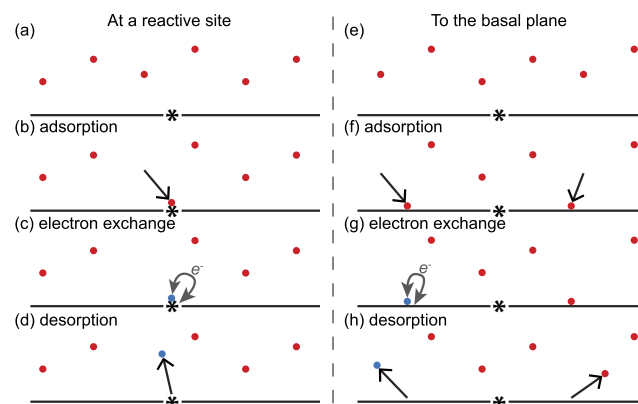 At a reactive site
To the basal plane
(a)
(e)
*
*
(b) adsorption
(f) adsorption
*
*
(c) electron exchange
(g) electron exchange
e-
e-
*
*
(d) desorption
(h) desorption
*
*